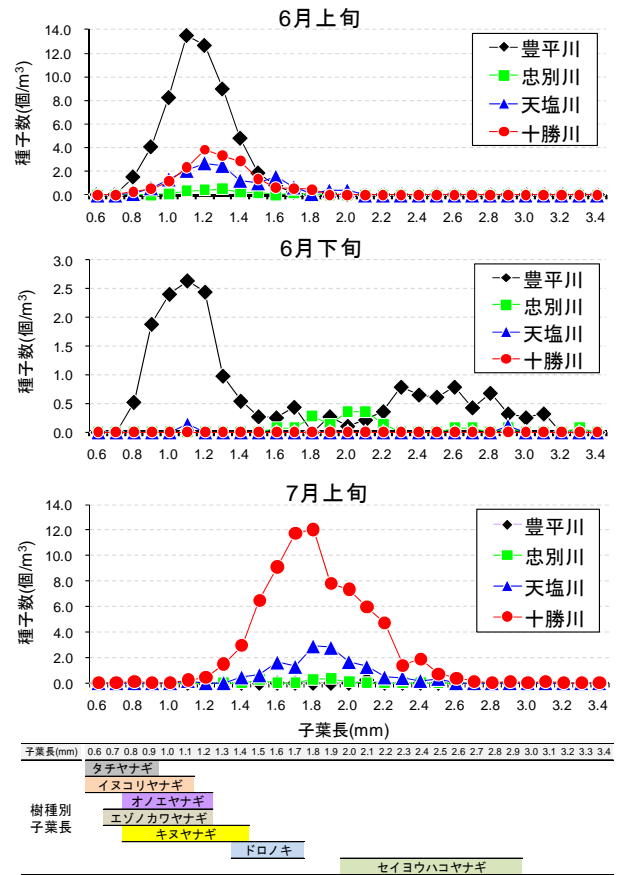 6月上旬
種子数(個/m³)
14.0
12.0
10.0
8.0
6.0
4.0
2.0
0.0
豊平川
忠別川
天塩川
十勝川
0.6 0.8 1.0 1.2 1.4 1.6 1.8 2.0 2.2 2.4 2.6 2.8 3.0 3.2 3.4
6月下旬
種子数(個/m³)
3.0
2.5
2.0
1.5
1.0
0.5
0.0
豊平川
忠別川
天塩川
十勝川
0.6 0.8 1.0 1.2 1.4 1.6 1.8 2.0 2.2 2.4 2.6 2.8 3.0 3.2 3.4
7月上旬
種子数(個/m³)
14.0
12.0
10.0
8.0
6.0
4.0
2.0
0.0
豊平川
忠別川
天塩川
十勝川
0.6 0.8 1.0 1.2 1.4 1.6 1.8 2.0 2.2 2.4 2.6 2.8 3.0 3.2 3.4
子葉長(mm)
子葉長(mm) 0.6 0.7 0.8 0.9 1.0 1.1 1.2 1.3 1.4 1.5 1.6 1.7 1.8 1.9 2.0 2.1 2.2 2.3 2.4 2.5 2.6 2.7 2.8 2.9 3.0 3.1 3.2 3.3 3.4
樹種別
子葉長
タチヤナギ
イヌコリヤナギ
オノエヤナギ
エゾノカワヤナギ
キヌヤナギ
ドロノキ
セイヨウハコヤナギ